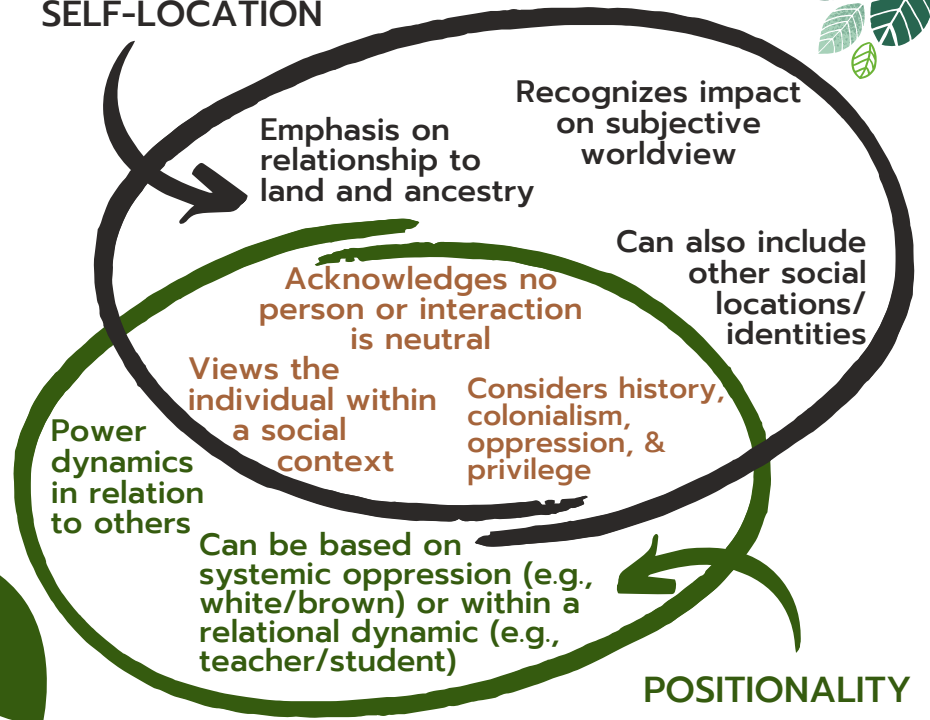 SELF-LOCATION
Recognizes impact
on subjective
worldview
Emphasis on
relationship to
land and ancestry
Can also include
other social
locations/
identities
Acknowledges no
person or interaction
is neutral
Views the
individual within
a social
context
Considers history,
colonialism,
oppression, &
privilege
Power
dynamics
in relation
to others
Can be based on
systemic oppression (e.g.,
white/brown) or within a
relational dynamic (e.g.,
teacher/student)
POSITIONALITY